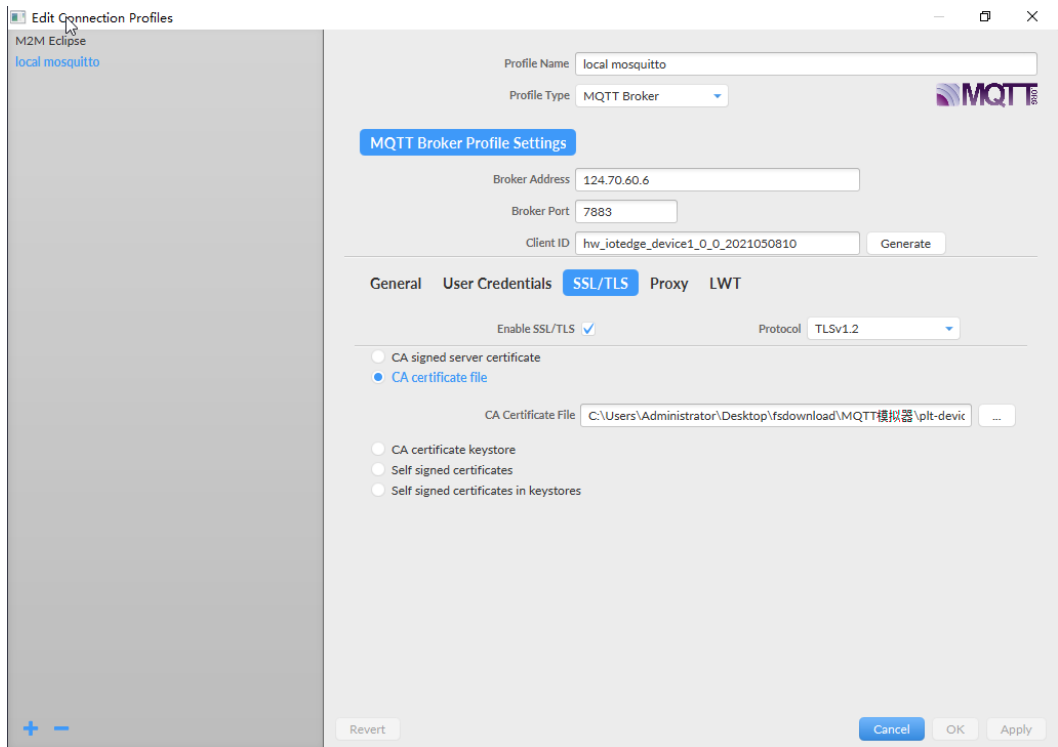 Edit Connection Profiles
M2M Eclipse
local mosquitto
Profile Name local mosquitto
Profile Type MQTT Broker
MQTT.ORG
MQTT Broker Profile Settings
Broker Address 124.70.60.6
Broker Port 7883
Client ID hw_iotedge_device1_0_0_2021050810 Generate
General User Credentials SSL/TLS Proxy LWT
Enable SSL/TLS Protocol TLSv1.2
CA signed server certificate
CA certificate file
CA Certificate File C:\Users\Administrator\Desktop\fsdownload\MQTT模拟器\plt-devic ...
CA certificate keystore
Self signed certificates
Self signed certificates in keystores
Revert Cancel OK Apply